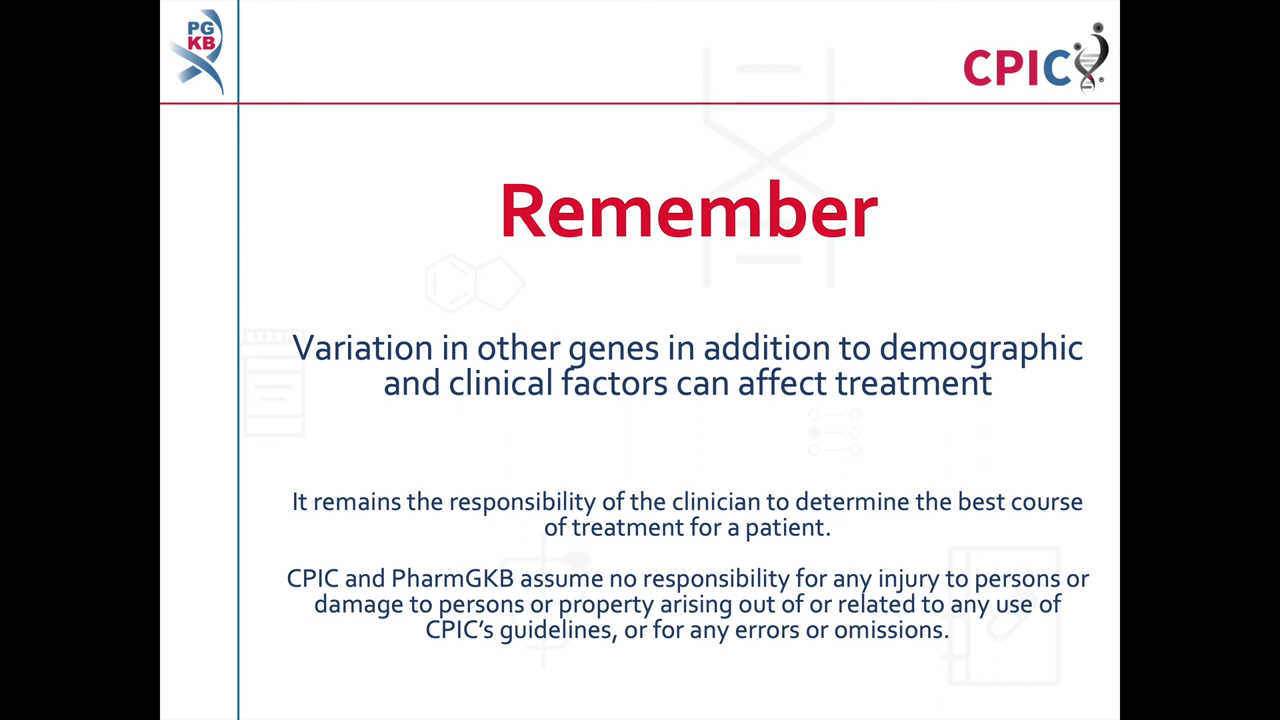 PG
KB
CPIC
Remember
Variation in other genes in addition to demographic
and clinical factors can affect treatment
It remains the responsibility of the clinician to determine the best course
of treatment for a patient.
CPIC and PharmGKB assume no responsibility for any injury to persons or
damage to persons or property arising out of or related to any use of
CPIC’s guidelines, or for any errors or omissions.